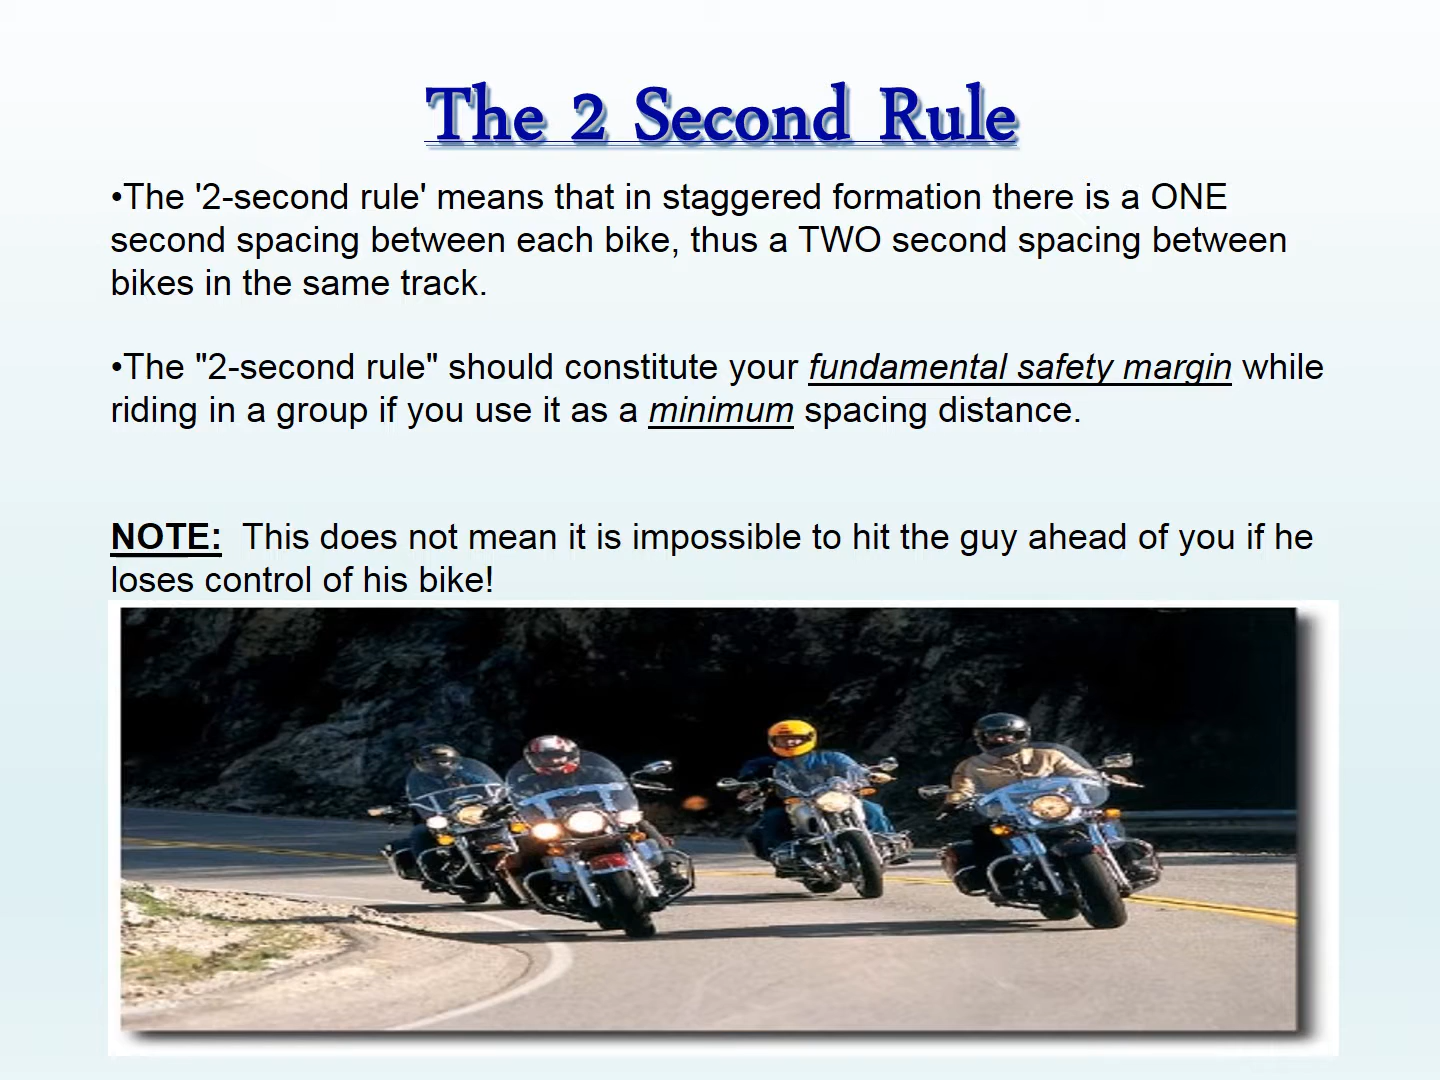 The 2 Second Rule
•The '2-second rule' means that in staggered formation there is a ONE
second spacing between each bike, thus a TWO second spacing between
bikes in the same track.
•The "2-second rule" should constitute your fundamental safety margin while
riding in a group if you use it as a minimum spacing distance.
NOTE:  This does not mean it is impossible to hit the guy ahead of you if he
loses control of his bike!